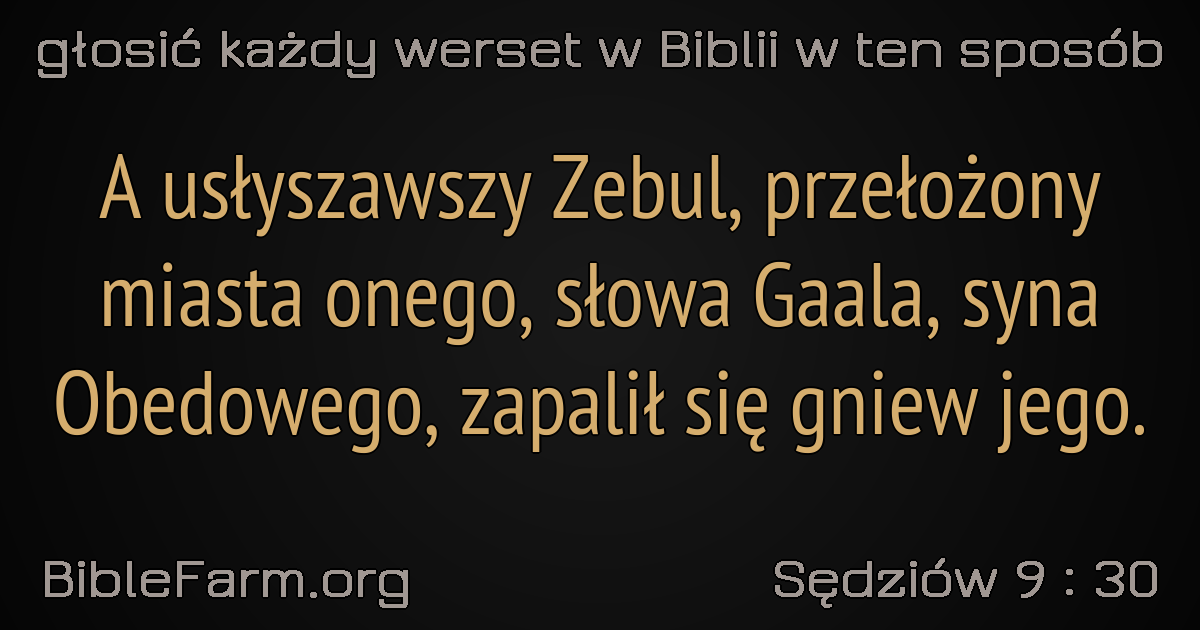 głosić każdy werset w Biblii w ten sposób
A usłyszawszy Zebul, przełożony
miasta onego, słowa Gaala, syna
Obedowego, zapalił się gniew jego.
BibleFarm.org
Sędziów 9 : 30